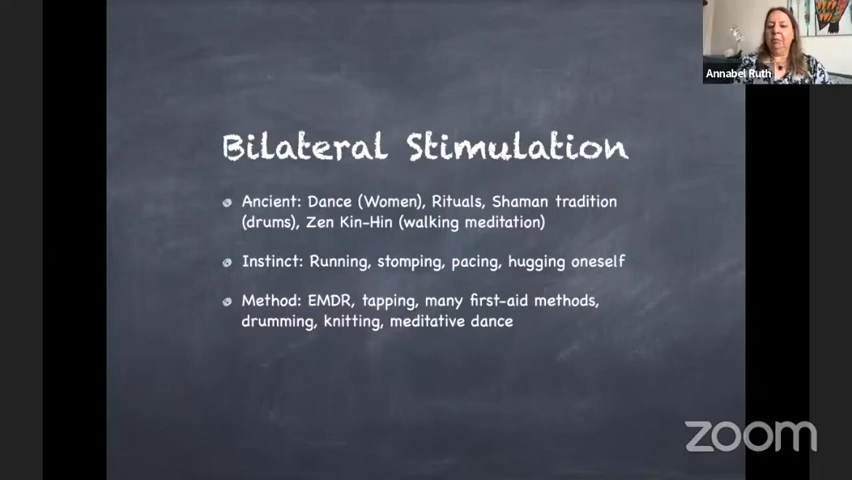 Annabel Ruth
Bilateral Stimulation
Ancient: Dance (Women), Rituals, Shaman tradition
(drums), Zen Kin-Hin (walking meditation)
Instinct: Running, stomping, pacing, hugging oneself
Method: EMDR, tapping, many first-aid methods,
drumming, knitting, meditative dance
zoom